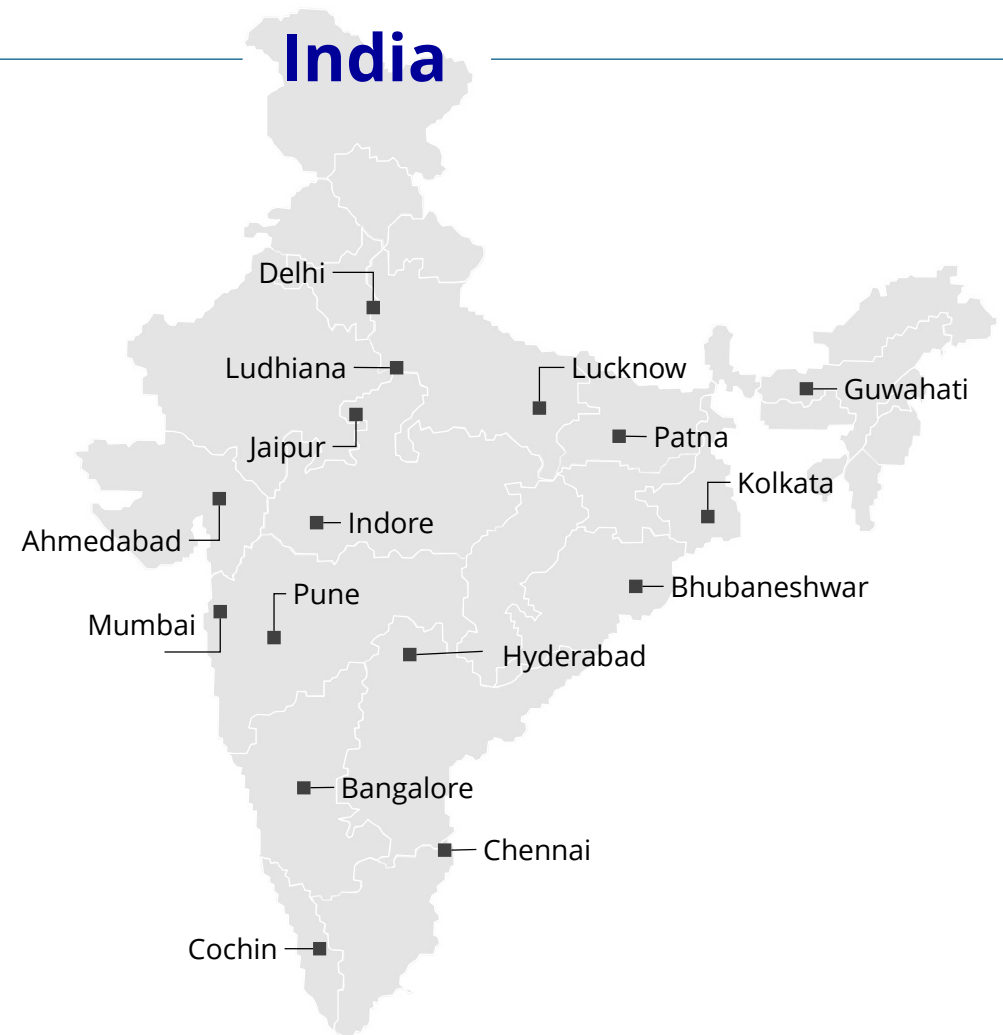 India
Delhi
Ludhiana
Lucknow
Guwahati
Jaipur
Patna
Kolkata
Ahmedabad
Indore
Bhubaneshwar
Pune
Mumbai
Hyderabad
Bangalore
Chennai
Cochin